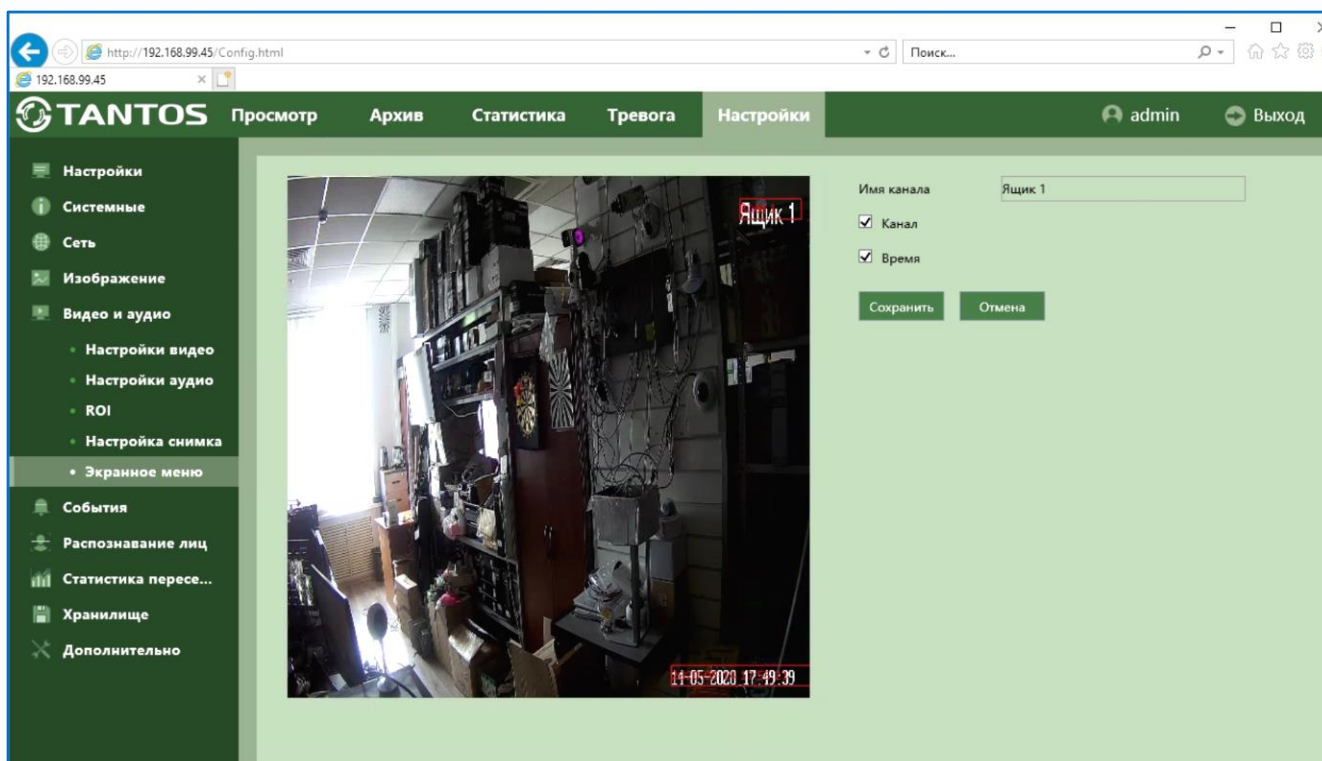 http://192.168.99.45/Config.html
Поиск...
192.168.99.45
TANTOS Просмотр Архив Статистика Тревога Настройки admin Выход
Настройки
Системные
Сеть
Изображение
Видео и аудио
Настройки видео
Настройки аудио
ROI
Настройка снимка
Экранное меню
События
Распознавание лиц
Статистика пересе...
Хранилище
Дополнительно
Ящик 1
14-05-2020 17:49:39
Имя канала Ящик 1
Канал
Время
Сохранить Отмена